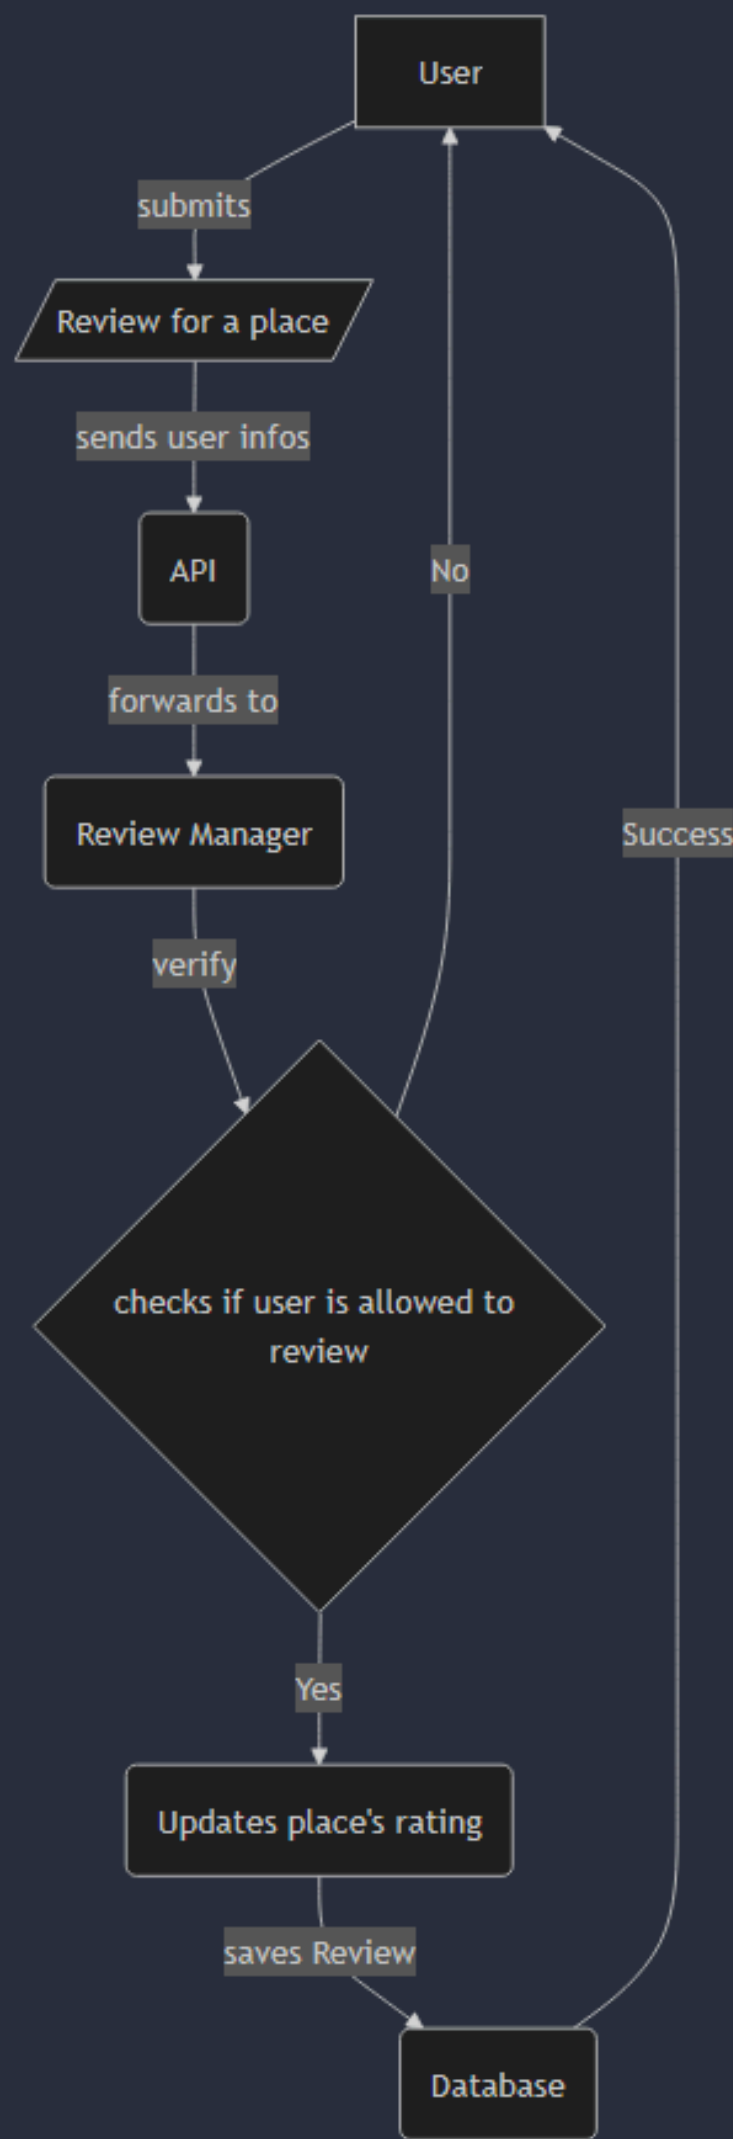 User
submits
Review for a place
sends user infos
API
No
forwards to
Review Manager
Success
verify
checks if user is allowed to
review
Yes
Updates place's rating
saves Review
Database